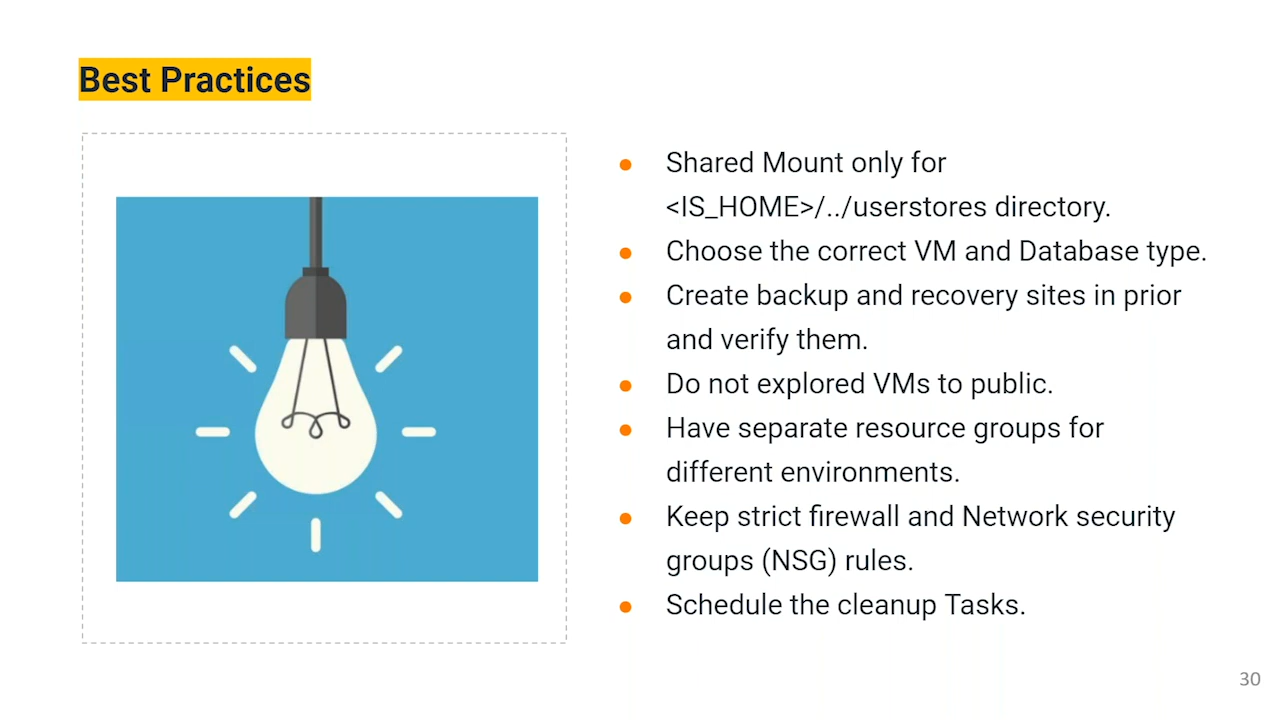 Best Practices
● Shared Mount only for
<IS_HOME>/../userstores directory.
● Choose the correct VM and Database type.
● Create backup and recovery sites in prior
and verify them.
● Do not explored VMs to public.
● Have separate resource groups for
different environments.
● Keep strict firewall and Network security
groups (NSG) rules.
● Schedule the cleanup Tasks.
30